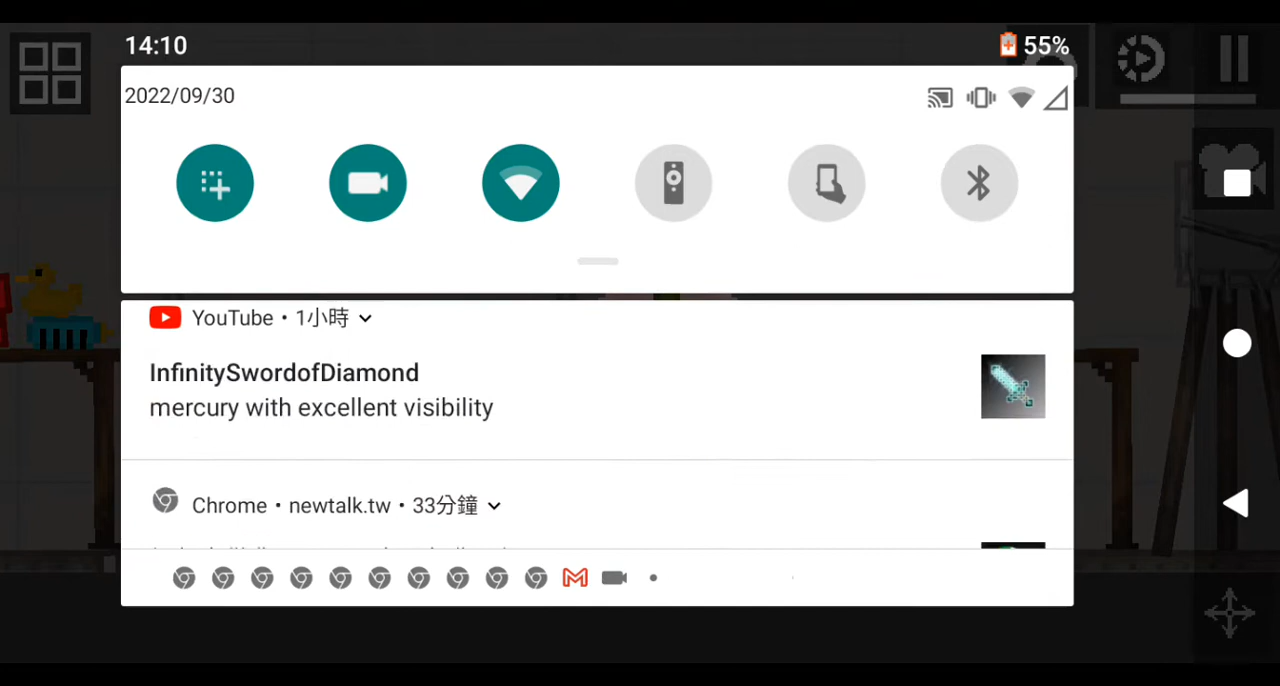 14:10
55%
2022/09/30
YouTube • 1小時
InfinitySwordofDiamond
mercury with excellent visibility
Chrome • newtalk.tw • 33分鐘